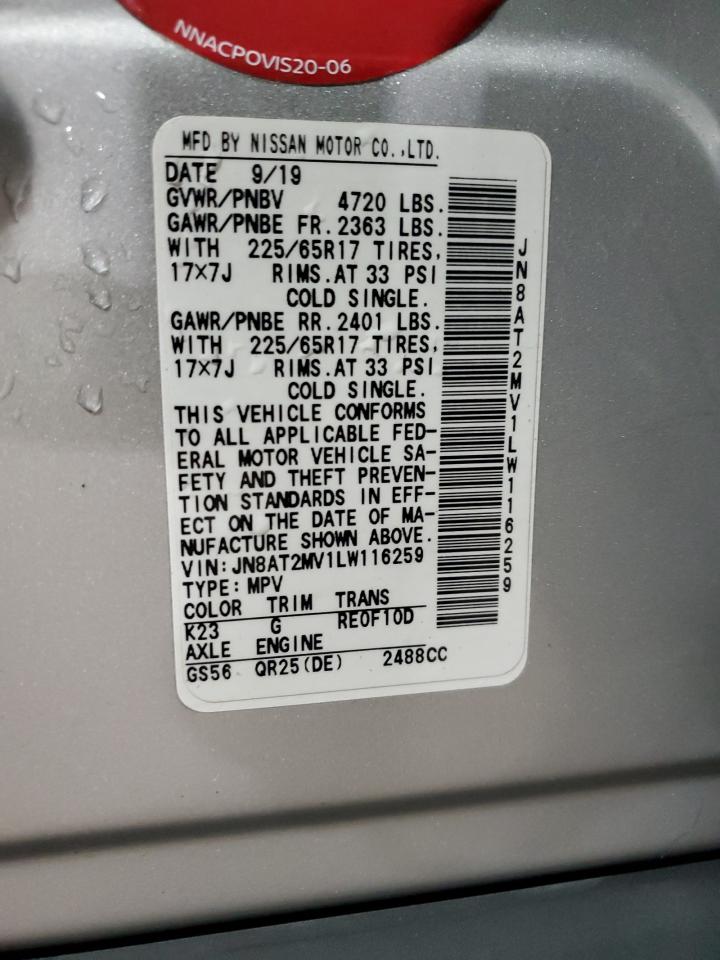 NNACPOVIS20-06
MFD BY NISSAN MOTOR CO.,LTD.
DATE 9/19
GVWR/PNBV 4720 LBS.
GAWR/PNBE FR.2363 LBS.
WITH 225/65R17 TIRES,
17×7J RIMS.AT 33 PSI
COLD SINGLE.
GAWR/PNBE RR.2401 LBS.
WITH 225/65R17 TIRES,
17×7J RIMS.AT 33 PSI
COLD SINGLE.
THIS VEHICLE CONFORMS
TO ALL APPLICABLE FED-
ERAL MOTOR VEHICLE SA-
FETY AND THEFT PREVEN-
TION STANDARDS IN EFF-
ECT ON THE DATE OF MA-
NUFACTURE SHOWN ABOVE.
VIN:JN8AT2MV1LW116259
TYPE:MPV
COLOR TRIM TRANS
K23 G RE0F10D
AXLE ENGINE
GS56 QR25(DE) 2488CC
JN8AT2MV1LW116259